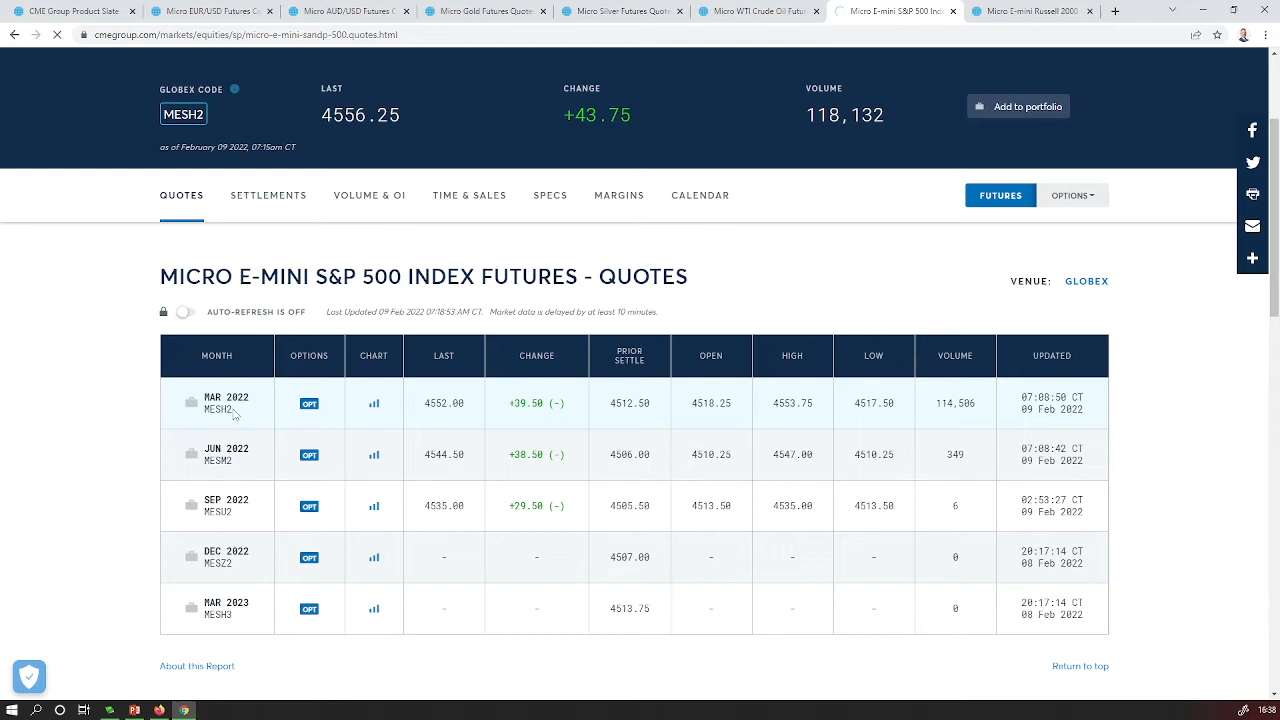 CME Group Product Slate
Micro EUR/USD Futures Co
Micro AUD/USD Futures C
Micro Gold Futures Quote
Micro Silver Futures Quote
Micro WTI Crude Oil Futur
Micro E-mini S&P 500 Inde
Micro E-mini Russell 2000
cmegroup.com/markets/equities/sp/micro-e-mini-sandp-500.quotes.html
GLOBEX CODE LAST CHANGE VOLUME
MESH2 4556.25 +43.75 118,132 Add to portfolio
as of February 09 2022, 07:15am CT
QUOTES SETTLEMENTS VOLUME & OI TIME & SALES SPECS MARGINS CALENDAR FUTURES OPTIONS
MICRO E-MINI S&P 500 INDEX FUTURES - QUOTES
VENUE: GLOBEX
AUTO-REFRESH IS OFF Last Updated 09 Feb 2022 07:18:53 AM CT. Market data is delayed by at least 10 minutes.
MONTH OPTIONS CHART LAST CHANGE PRIOR SETTLE OPEN HIGH LOW VOLUME UPDATED
MAR 2022 MESH2 OPT 4552.00 +39.50 (-) 4512.50 4518.25 4553.75 4517.50 114,506 07:08:50 CT 09 Feb 2022
JUN 2022 MESM2 OPT 4544.50 +38.50 (-) 4506.00 4510.25 4547.00 4510.25 349 07:08:42 CT 09 Feb 2022
SEP 2022 MESU2 OPT 4535.00 +29.50 (-) 4505.50 4513.50 4535.00 4513.50 6 02:53:27 CT 09 Feb 2022
DEC 2022 MESZ2 OPT - - 4507.00 - - - 0 20:17:14 CT 08 Feb 2022
MAR 2023 MESH3 OPT - - 4513.75 - - - 0 20:17:14 CT 08 Feb 2022
About this Report
Return to top
16:38